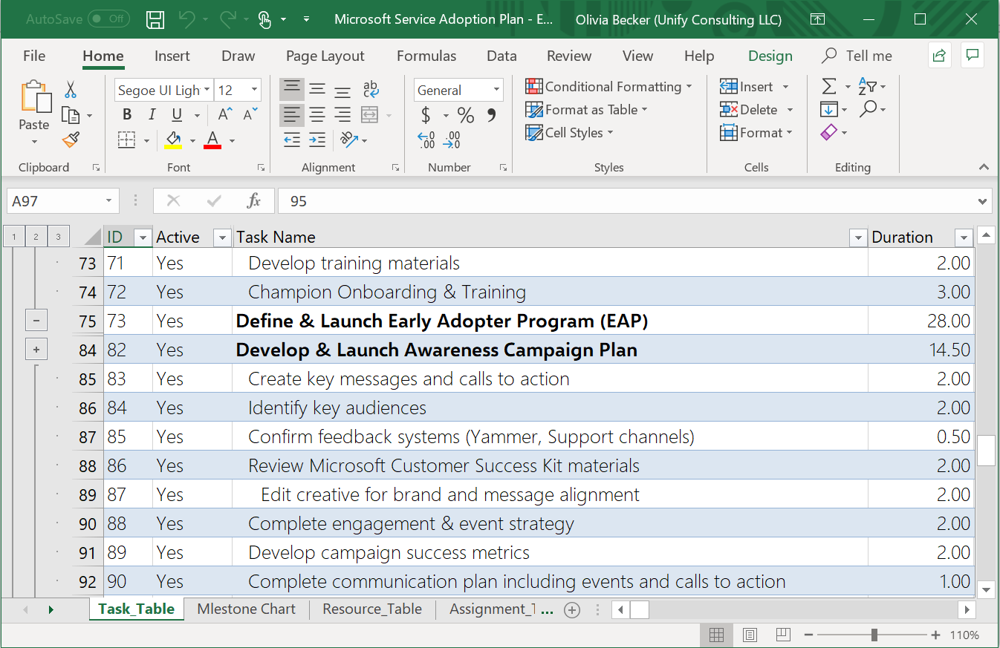 AutoSave Off Microsoft Service Adoption Plan - E... Olivia Becker (Unify Consulting LLC)
File Home Insert Draw Page Layout Formulas Data Review View Help Design Tell me
Paste
Segoe UI Ligh 12
B I U A A
A
ab c
General
$ % 9
.00 .00
.0
Conditional Formatting
Format as Table
Cell Styles
Insert
Delete
Format
Σ A Z
Clipboard Font Alignment Number Styles Cells Editing
A97 fx 95
1 2 3 ID Active Task Name Duration
73 71 Yes Develop training materials 2.00
74 72 Yes Champion Onboarding & Training 3.00
75 73 Yes Define & Launch Early Adopter Program (EAP) 28.00
84 82 Yes Develop & Launch Awareness Campaign Plan 14.50
85 83 Yes Create key messages and calls to action 2.00
86 84 Yes Identify key audiences 2.00
87 85 Yes Confirm feedback systems (Yammer, Support channels) 0.50
88 86 Yes Review Microsoft Customer Success Kit materials 2.00
89 87 Yes Edit creative for brand and message alignment 2.00
90 88 Yes Complete engagement & event strategy 2.00
91 89 Yes Develop campaign success metrics 2.00
92 90 Yes Complete communication plan including events and calls to action 1.00
Task_Table Mlestone Chart Resource_Table Assignment_T ...
110%